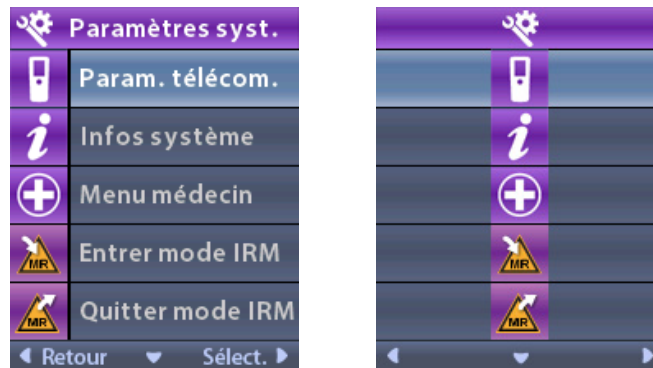 Paramètres syst.
Param. télécom.
Infos système
Menu médecin
MR Entrer mode IRM
MR Quitter mode IRM
Retour Sélect.
MR
MR